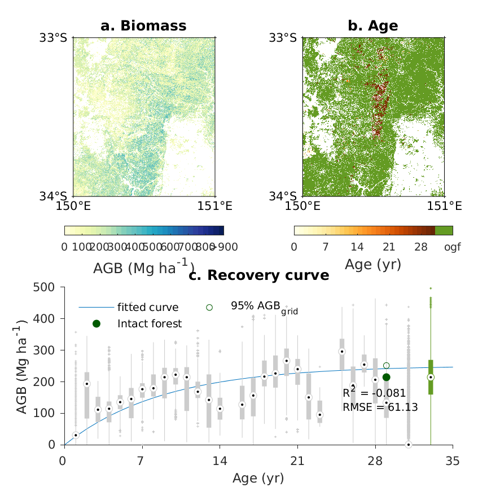 a. Biomass
b. Age
33°S
33°S
34°S
34°S
150°E
151°E
150°E
151°E
0 100 200 300 400 500 600 700 800 >900
AGB (Mg ha⁻¹)
0 7 14 21 28 ogf
Age (yr)
c. Recovery curve
500
400
300
200
100
0
AGB (Mg ha⁻¹)
fitted curve
95% AGBgrid
Intact forest
R² = -0.081
RMSE = 61.13
0 7 14 21 28 35
Age (yr)